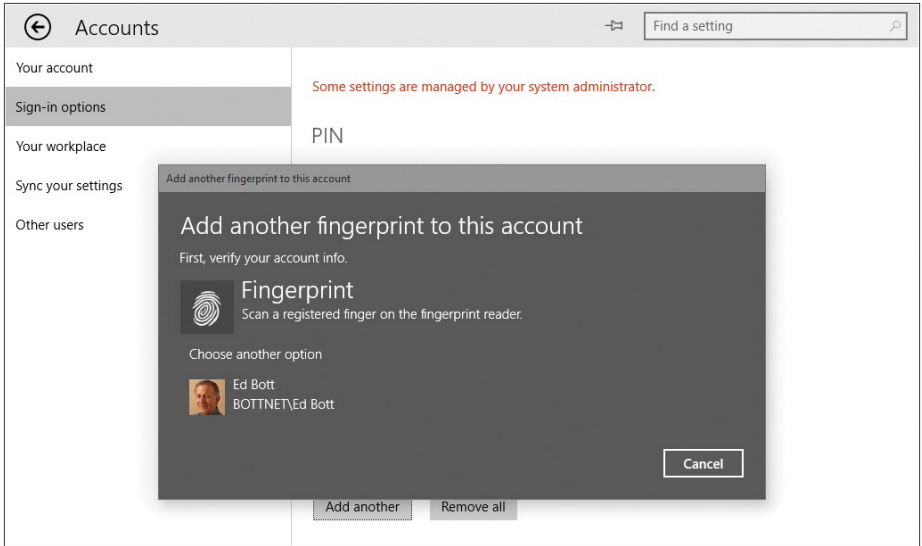 Accounts
Find a setting
Your account
Sign-in options
Your workplace
Sync your settings
Other users
Some settings are managed by your system administrator.
PIN
Add another fingerprint to this account
Add another fingerprint to this account
First, verify your account info.
Fingerprint
Scan a registered finger on the fingerprint reader.
Choose another option
Ed Bott
BOTTNET\Ed Bott
Cancel
Add another
Remove all